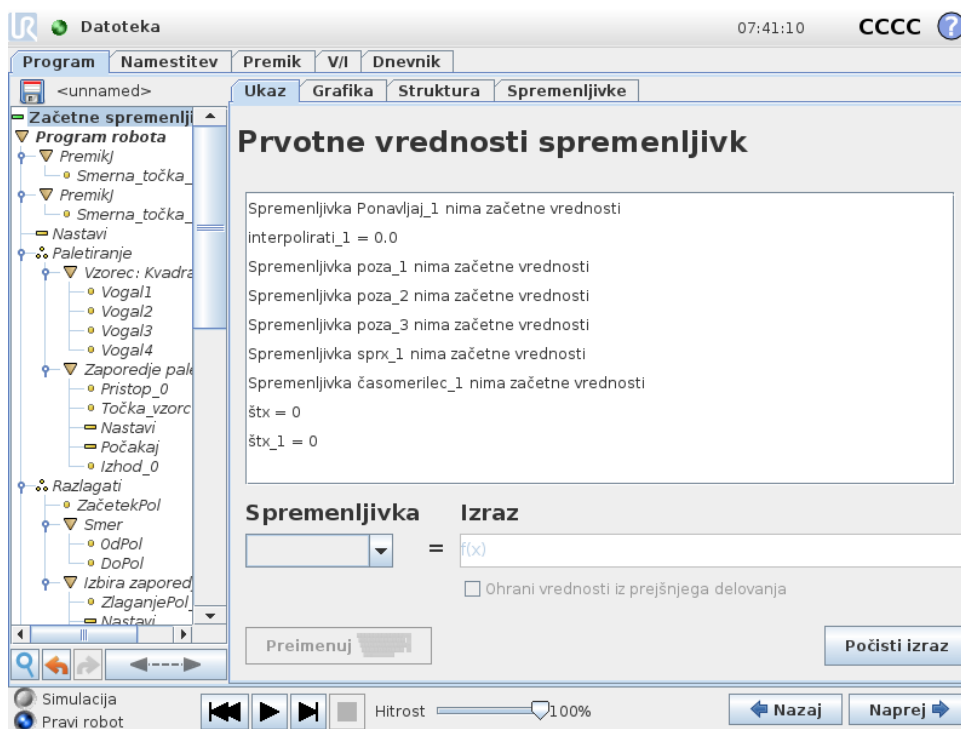 UR Datoteka 07:41:10 CCCC ?
Program Namestitev Premik V/I Dnevnik
<unnamed>
Ukaz Grafika Struktura Spremenljivke
Začetne spremenlji
Program robota
PremikJ
Smerna_točka_
PremikJ
Smerna_točka_
Nastavi
Paletiranje
Vzorec: Kvadra
Vogal1
Vogal2
Vogal3
Vogal4
Zaporedje pale
Pristop_0
Točka_vzorc
Nastavi
Počakaj
Izhod_0
Razlagati
ZačetekPol
Smer
OdPol
DoPol
Izbira zapored
ZlaganjePol_
Nastavi
Prvotne vrednosti spremenljivk
Spremenljivka Ponavljaj_1 nima začetne vrednosti
interpolirati_1 = 0.0
Spremenljivka poza_1 nima začetne vrednosti
Spremenljivka poza_2 nima začetne vrednosti
Spremenljivka poza_3 nima začetne vrednosti
Spremenljivka sprx_1 nima začetne vrednosti
Spremenljivka časomerilec_1 nima začetne vrednosti
štx = 0
štx_1 = 0
Spremenljivka Izraz
= f(x)
Ohrani vrednosti iz prejšnjega delovanja
Preimenuj
Počisti izraz
Simulacija
Pravi robot
Hitrost 100%
Nazaj Naprej